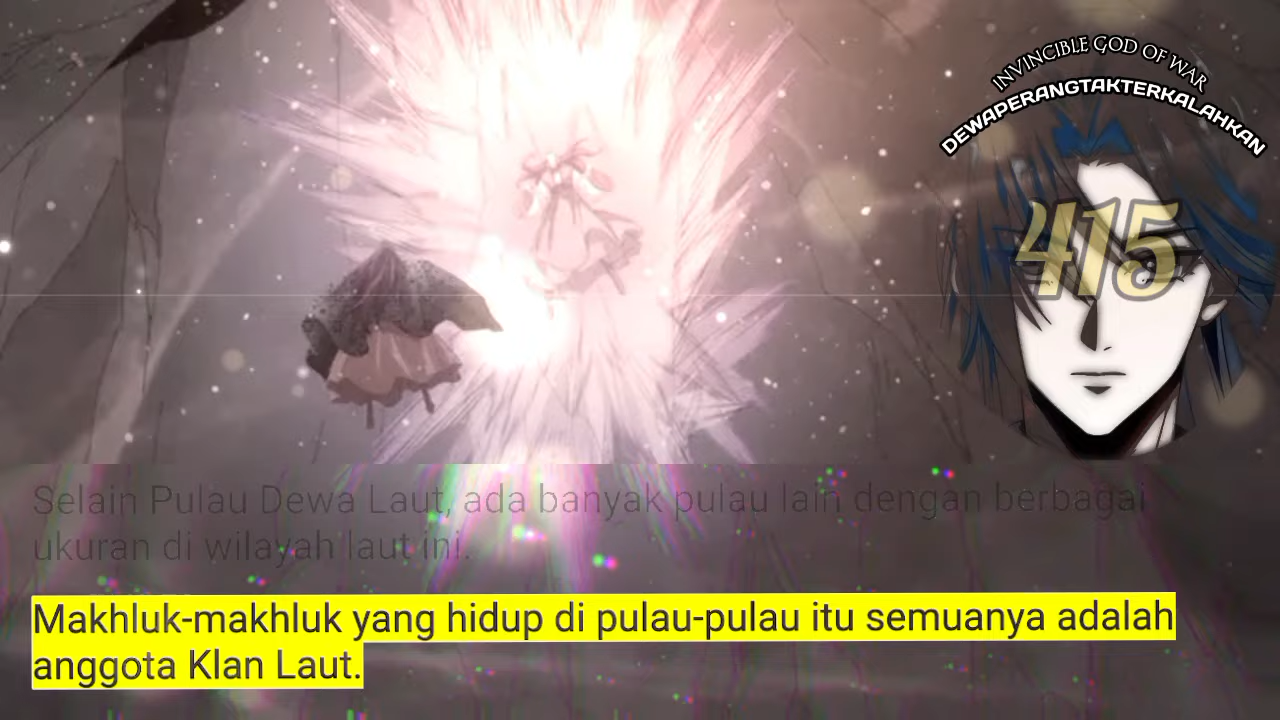 INVINCIBLE GOD OF WAR
DEWAPERANGTAKTERKALAHKAN
415
Selain Pulau Dewa Laut, ada banyak pulau lain dengan berbagai
ukuran di wilayah laut ini.
Makhluk-makhluk yang hidup di pulau-pulau itu semuanya adalah
anggota Klan Laut.